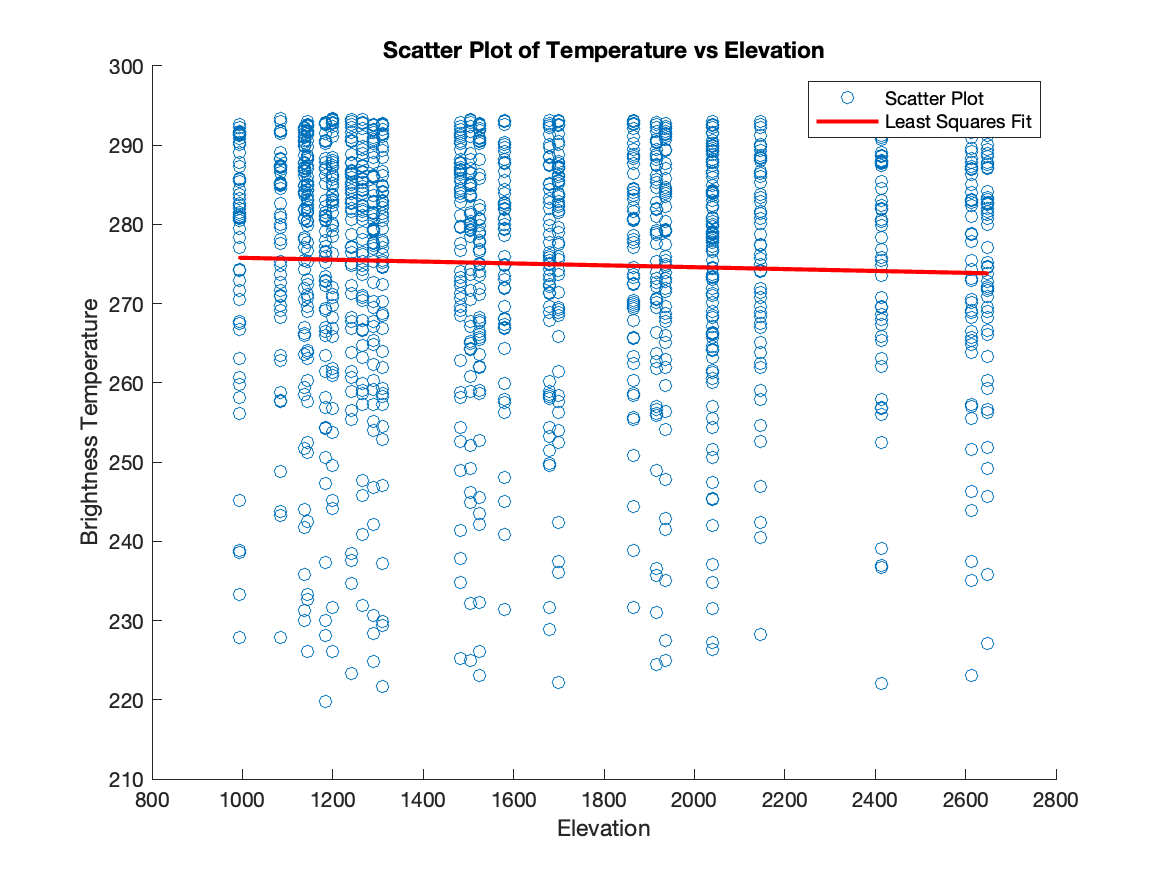 Scatter Plot of Temperature vs Elevation
300
290
280
270
260
250
240
230
220
210
Brightness Temperature
Scatter Plot
Least Squares Fit
800 1000 1200 1400 1600 1800 2000 2200 2400 2600 2800
Elevation